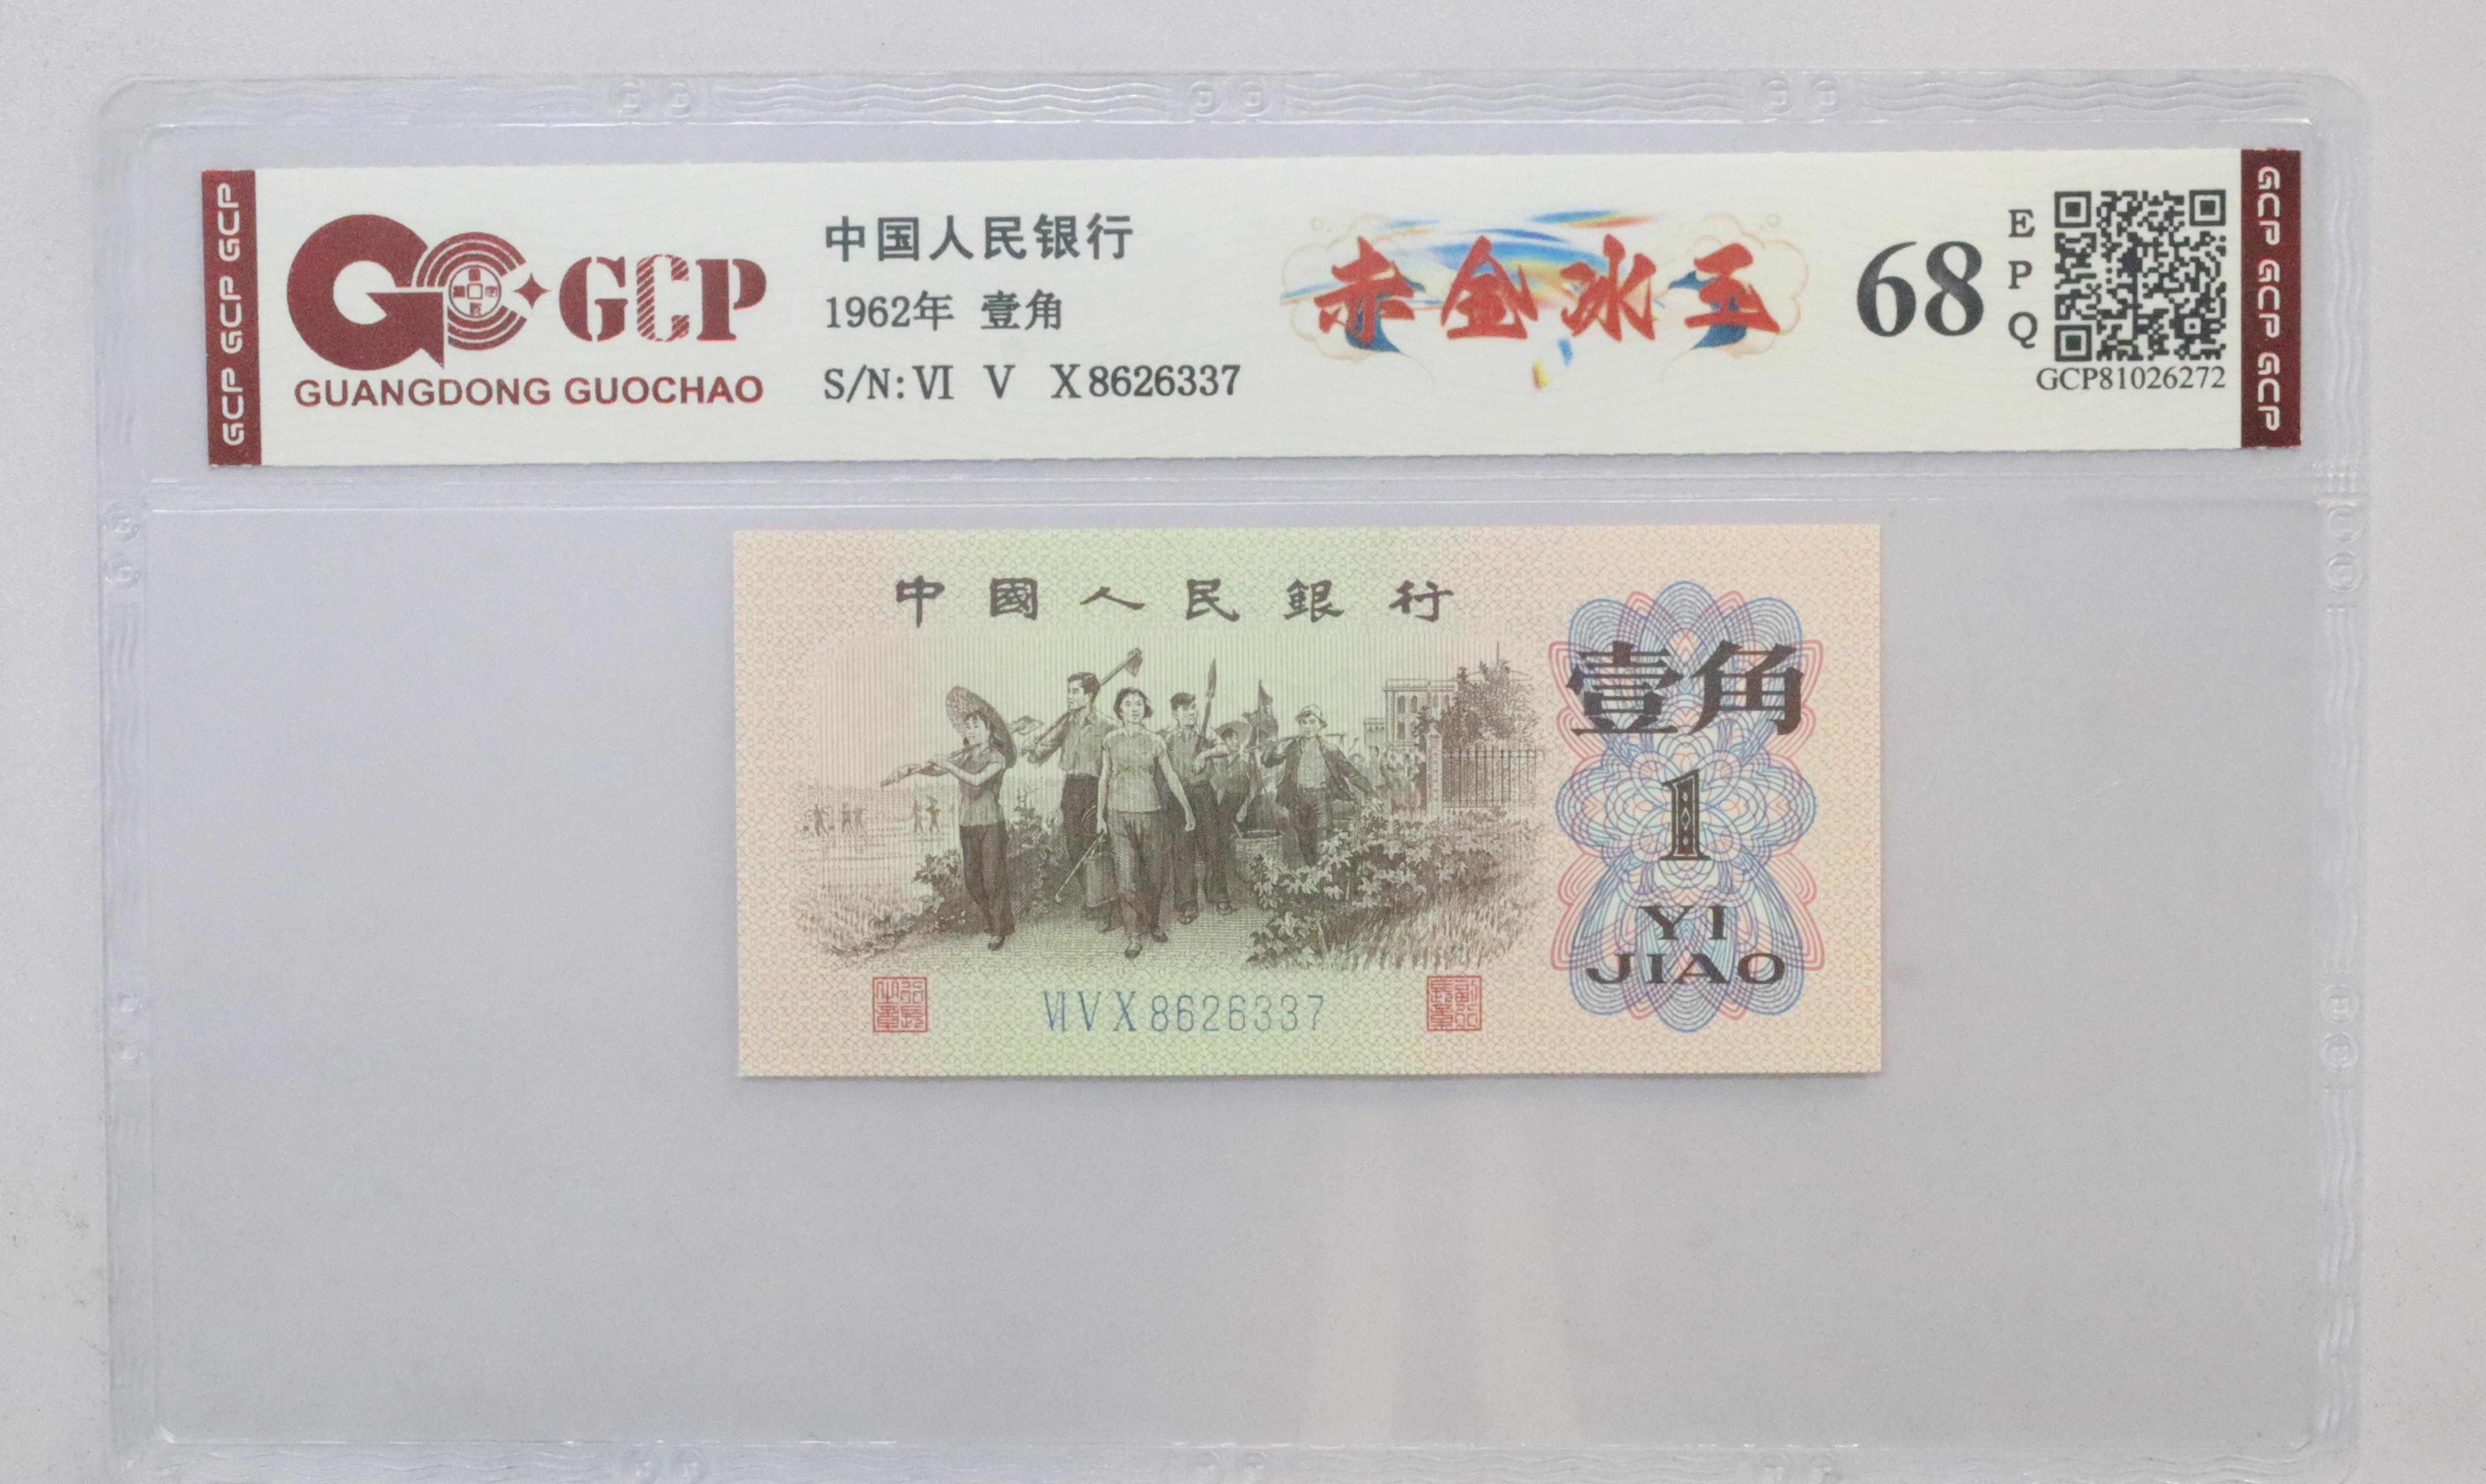 GCP GCP GCP
GCP
GUANGDONG GUOCHAO
中国人民银行
1962年 壹角
S/N:Ⅵ Ⅴ Ⅹ8626337
赤金冰王
68
E
P
Q
GCP81026272
GCP GCP GCP
中國人民銀行
壹角
1
YI
JIAO
ⅥⅤⅩ8626337